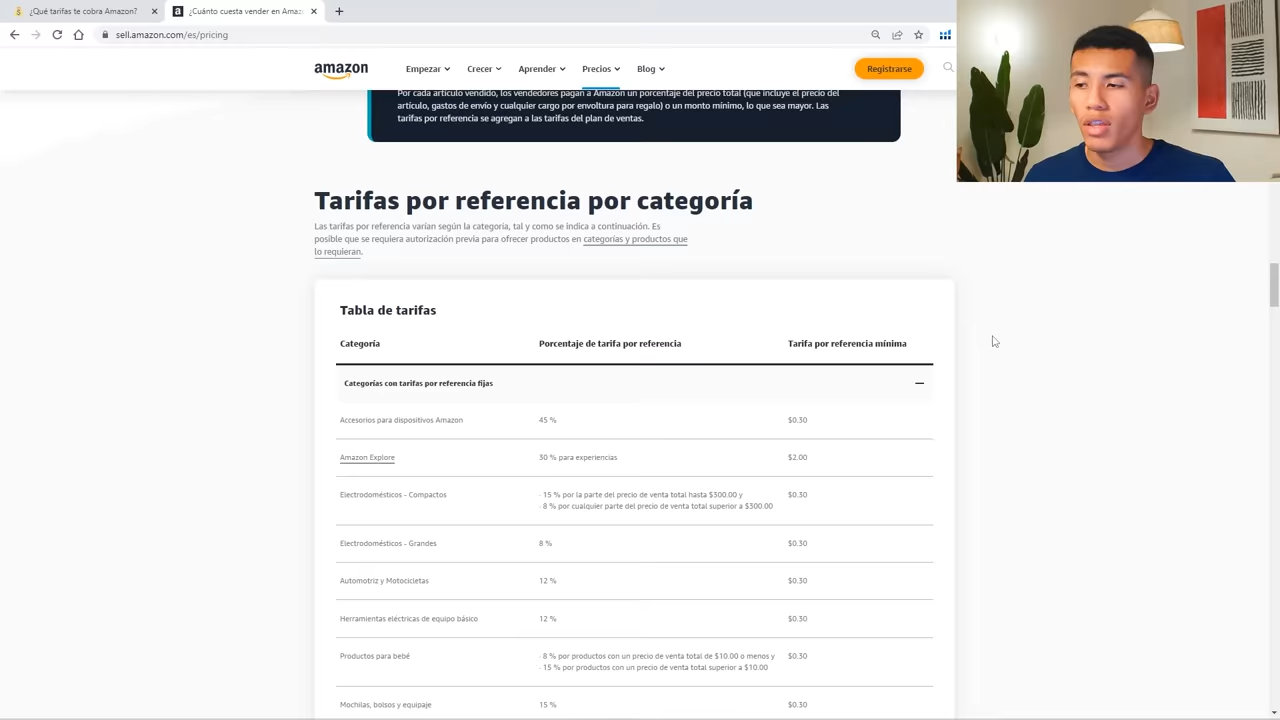 ¿Qué tarifas te cobra Amazon?
¿Cuánto cuesta vender en Amaz
sell.amazon.com/es/pricing
amazon
Empezar
Crecer
Aprender
Precios
Blog
Registrarse
Por cada artículo vendido, los vendedores pagan a Amazon un porcentaje del precio total (que incluye el precio del
artículo, gastos de envío y cualquier cargo por envoltura para regalo) o un monto mínimo, lo que sea mayor. Las
tarifas por referencia se agregan a las tarifas del plan de ventas.
Tarifas por referencia por categoría
Las tarifas por referencia varían según la categoría, tal y como se indica a continuación. Es
posible que se requiera autorización previa para ofrecer productos en categorías y productos que
lo requieran.
Tabla de tarifas
Categoría Porcentaje de tarifa por referencia Tarifa por referencia mínima
Categorías con tarifas por referencia fijas
Accesorios para dispositivos Amazon 45 % $0.30
Amazon Explore 30 % para experiencias $2.00
Electrodomésticos - Compactos · 15 % por la parte del precio de venta total hasta $300.00 y $0.30
· 8 % por cualquier parte del precio de venta total superior a $300.00
Electrodomésticos - Grandes 8 % $0.30
Automotriz y Motocicletas 12 % $0.30
Herramientas eléctricas de equipo básico 12 % $0.30
Productos para bebé · 8 % por productos con un precio de venta total de $10.00 o menos y $0.30
· 15 % por productos con un precio de venta total superior a $10.00
Mochilas, bolsos y equipaje 15 % $0.30